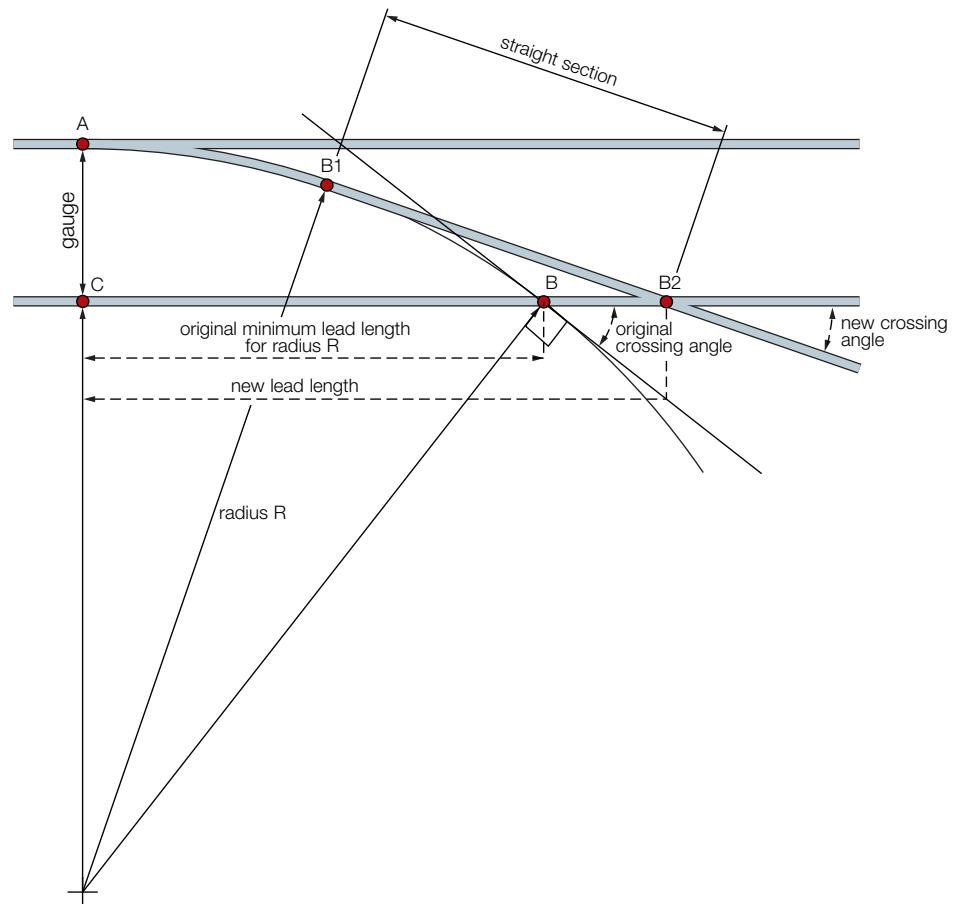 straight section
A
B1
gauge
C
B
B2
original minimum lead length
for radius R
original
crossing angle
new crossing
angle
new lead length
radius R